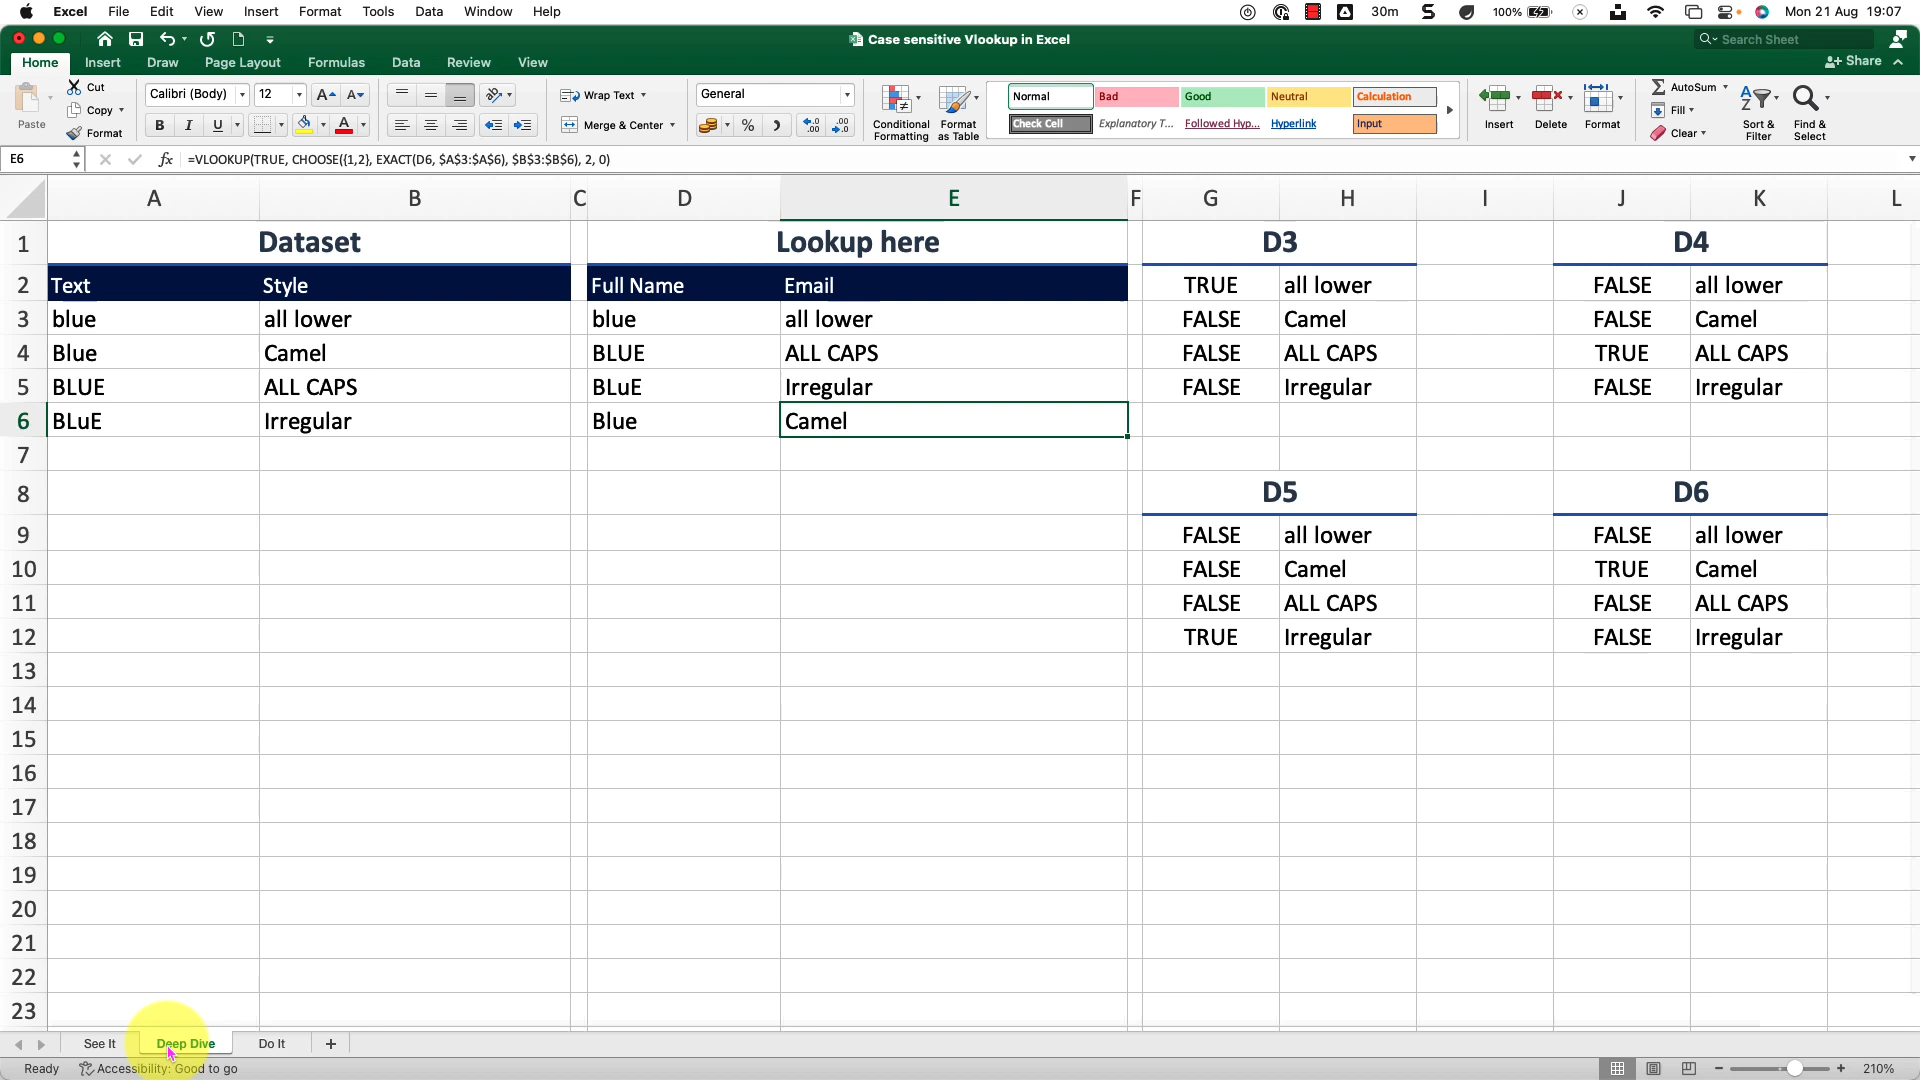 Excel File Edit View Insert Format Tools Data Window Help 30m 100% Mon 21 Aug 19:07
Case sensitive Vlookup in Excel Search Sheet
Home Insert Draw Page Layout Formulas Data Review View Share
Paste Cut Copy Format
Calibri (Body) 12 A A
B I U A
Wrap Text
Merge & Center
General
%
Conditional Formatting
Format as Table
Normal Bad Good Neutral Calculation
Check Cell Explanatory T... Followed Hyp... Hyperlink Input
Insert Delete Format
AutoSum
Fill
Clear
Sort & Filter
Find & Select
E6 fx =VLOOKUP(TRUE, CHOOSE({1,2}, EXACT(D6, $A$3:$A$6), $B$3:$B$6), 2, 0)
A B C D E F G H I J K L
1 Dataset Lookup here D3 D4
2 Text Style Full Name Email TRUE all lower FALSE all lower
3 blue all lower blue all lower FALSE Camel FALSE Camel
4 Blue Camel BLUE ALL CAPS FALSE ALL CAPS TRUE ALL CAPS
5 BLUE ALL CAPS BLuE Irregular FALSE Irregular FALSE Irregular
6 BLuE Irregular Blue Camel
7
8 D5 D6
9 FALSE all lower FALSE all lower
10 FALSE Camel TRUE Camel
11 FALSE ALL CAPS FALSE ALL CAPS
12 TRUE Irregular FALSE Irregular
13
14
15
16
17
18
19
20
21
22
23
See It Deep Dive Do It +
Ready Accessibility: Good to go 210%